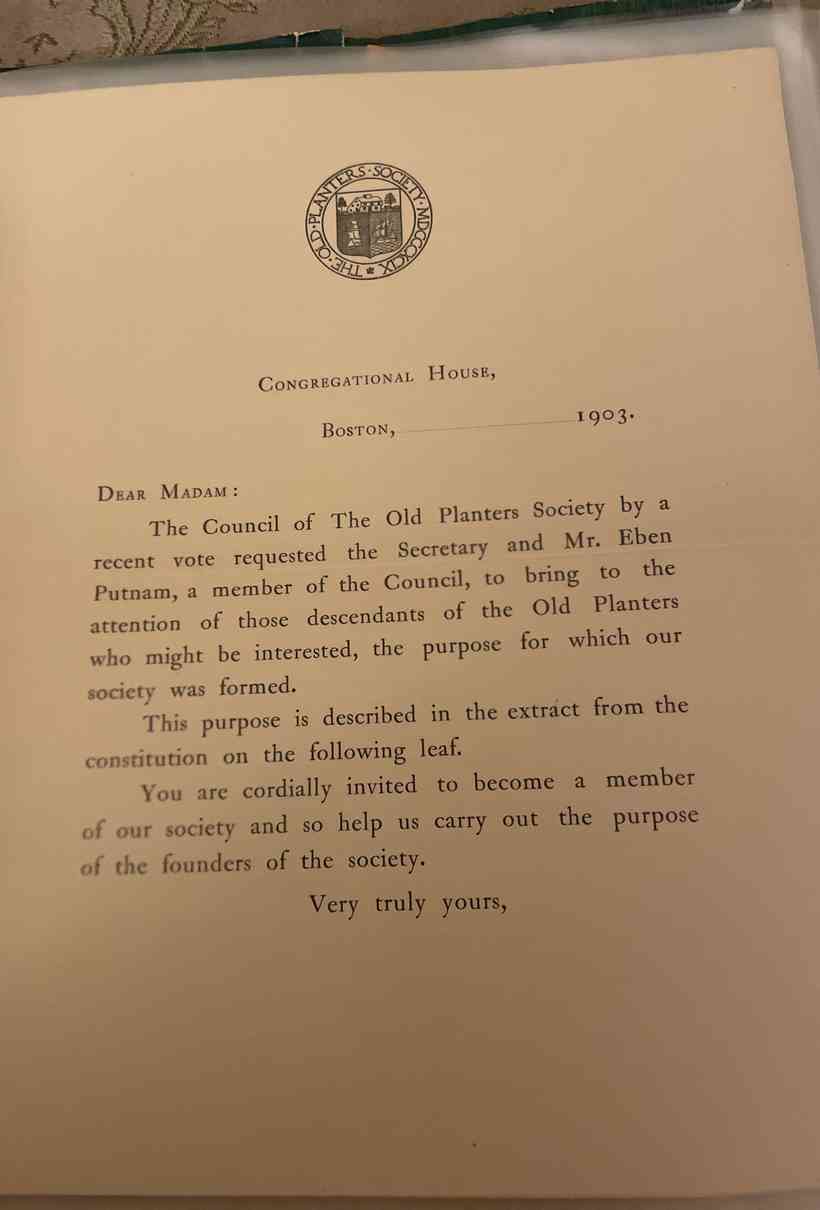 THE · OLD · PLANTERS · SOCIETY · MDCCCXCIX
Congregational House,
Boston, 1903.
Dear Madam:
The Council of The Old Planters Society by a
recent vote requested the Secretary and Mr. Eben
Putnam, a member of the Council, to bring to the
attention of those descendants of the Old Planters
who might be interested, the purpose for which our
society was formed.
This purpose is described in the extract from the
constitution on the following leaf.
You are cordially invited to become a member
of our society and so help us carry out the purpose
of the founders of the society.
Very truly yours,